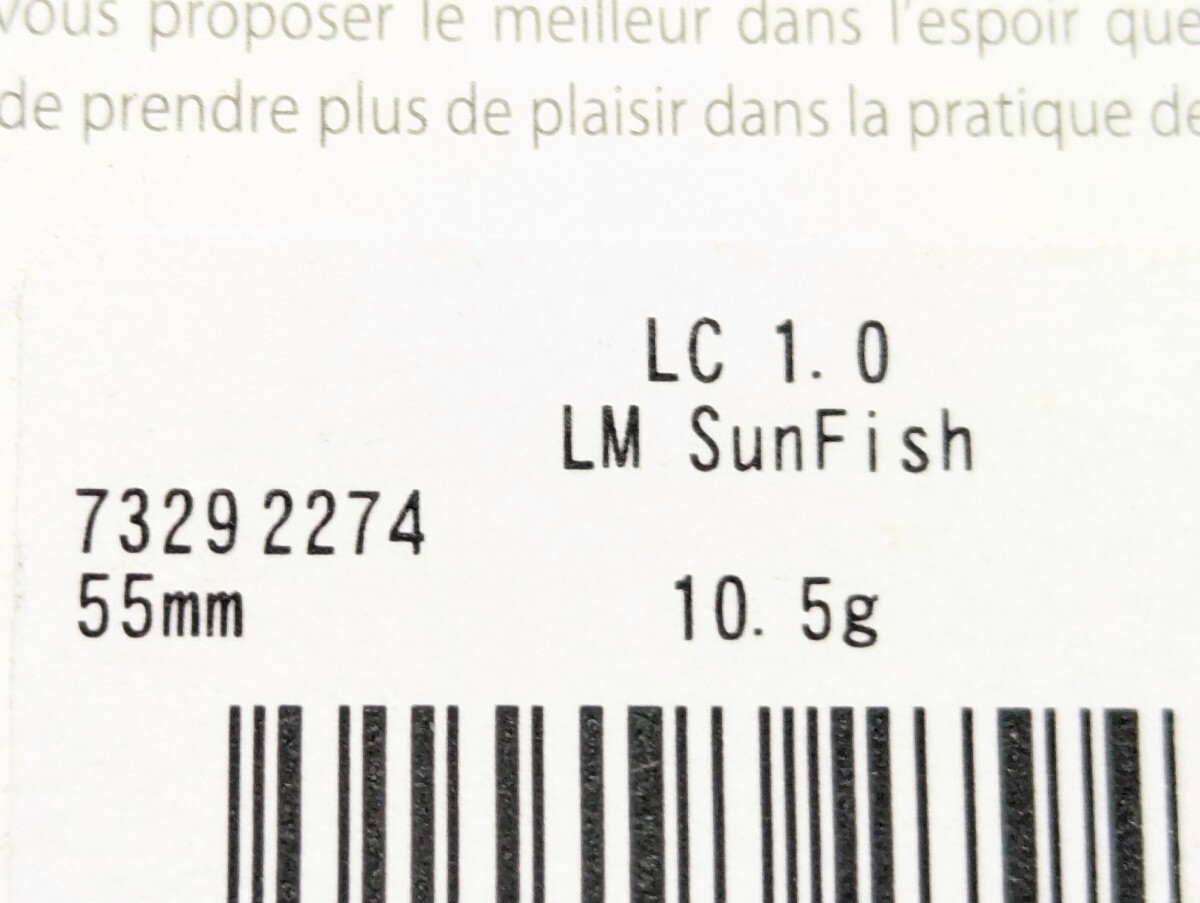 vous proposer le meilleur dans l'espoir que
de prendre plus de plaisir dans la pratique de
LC 1.0
LM SunFish
7329 2274
55mm 10.5g